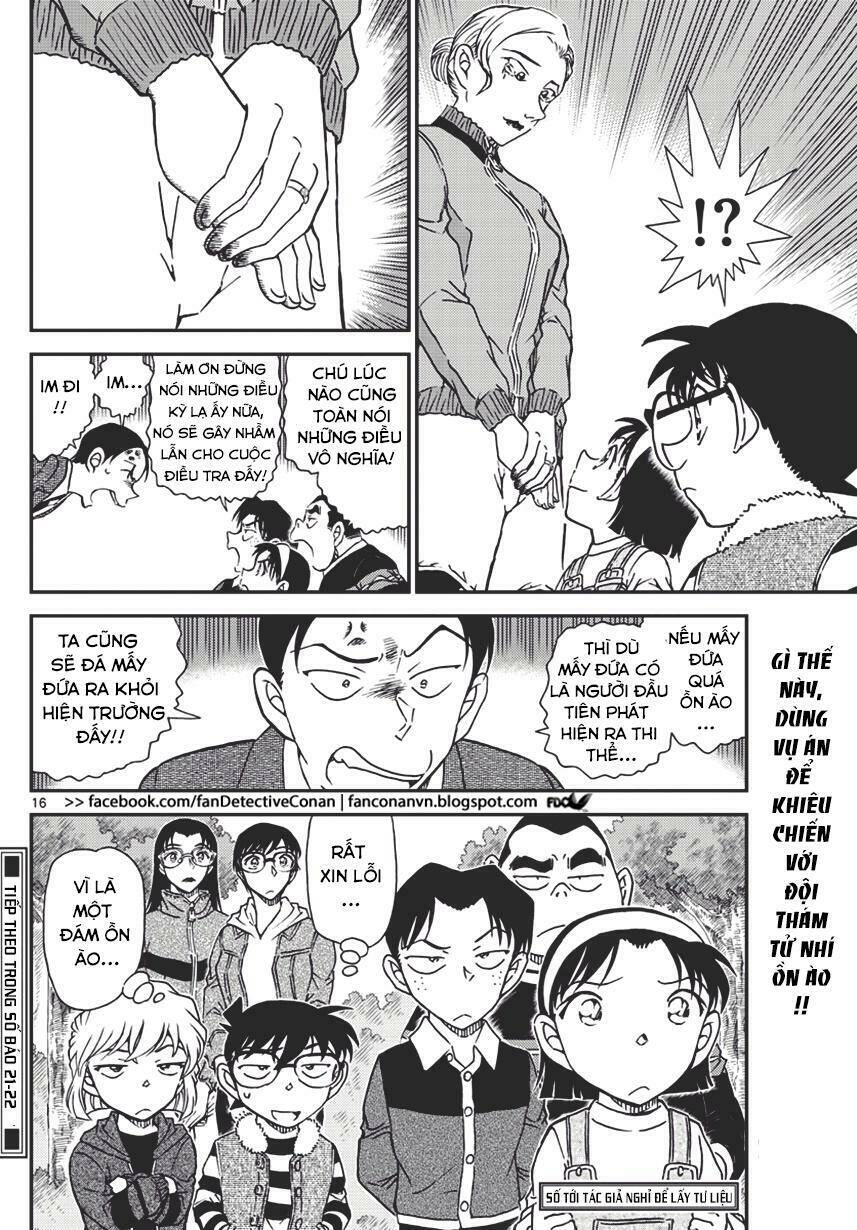 !?
CHÚ LÚC
NÀO CŨNG
TOÀN NÓI
NHỮNG ĐIỀU
VÔ NGHĨA!
LÀM ƠN ĐỪNG
NÓI NHỮNG ĐIỀU
KỲ LẠ ẤY NỮA,
NÓ SẼ GÂY NHẦM
LẪN CHO CUỘC
ĐIỀU TRA ĐẤY!
IM...
IM ĐI
!!
NẾU MẤY
ĐỨA
QUÁ
ỒN ÀO
...
THÌ DÙ
MẤY ĐỨA CÓ
LÀ NGƯỜI ĐẦU
TIÊN PHÁT
HIỆN RA THI
THỂ...
TA CŨNG
SẼ ĐÁ MẤY
ĐỨA RA KHỎI
HIỆN TRƯỜNG
ĐẤY!!
GÌ THẾ
NÀY,
DÙNG
VỤ ÁN
ĐỂ
KHIÊU
CHIẾN
VỚI
ĐỘI
THÁM
TỬ NHÍ
ỒN ÀO
!!
16
>> facebook.com/fanDetectiveConan | fanconanvn.blogspot.com
FDC
RẤT
XIN LỖI
...
VÌ LÀ
MỘT
ĐÁM ỒN
ÀO...
TIẾP THEO TRONG SỐ BÁO 21-22
SỐ TỚI TÁC GIẢ NGHỈ ĐỂ LẤY TƯ LIỆU